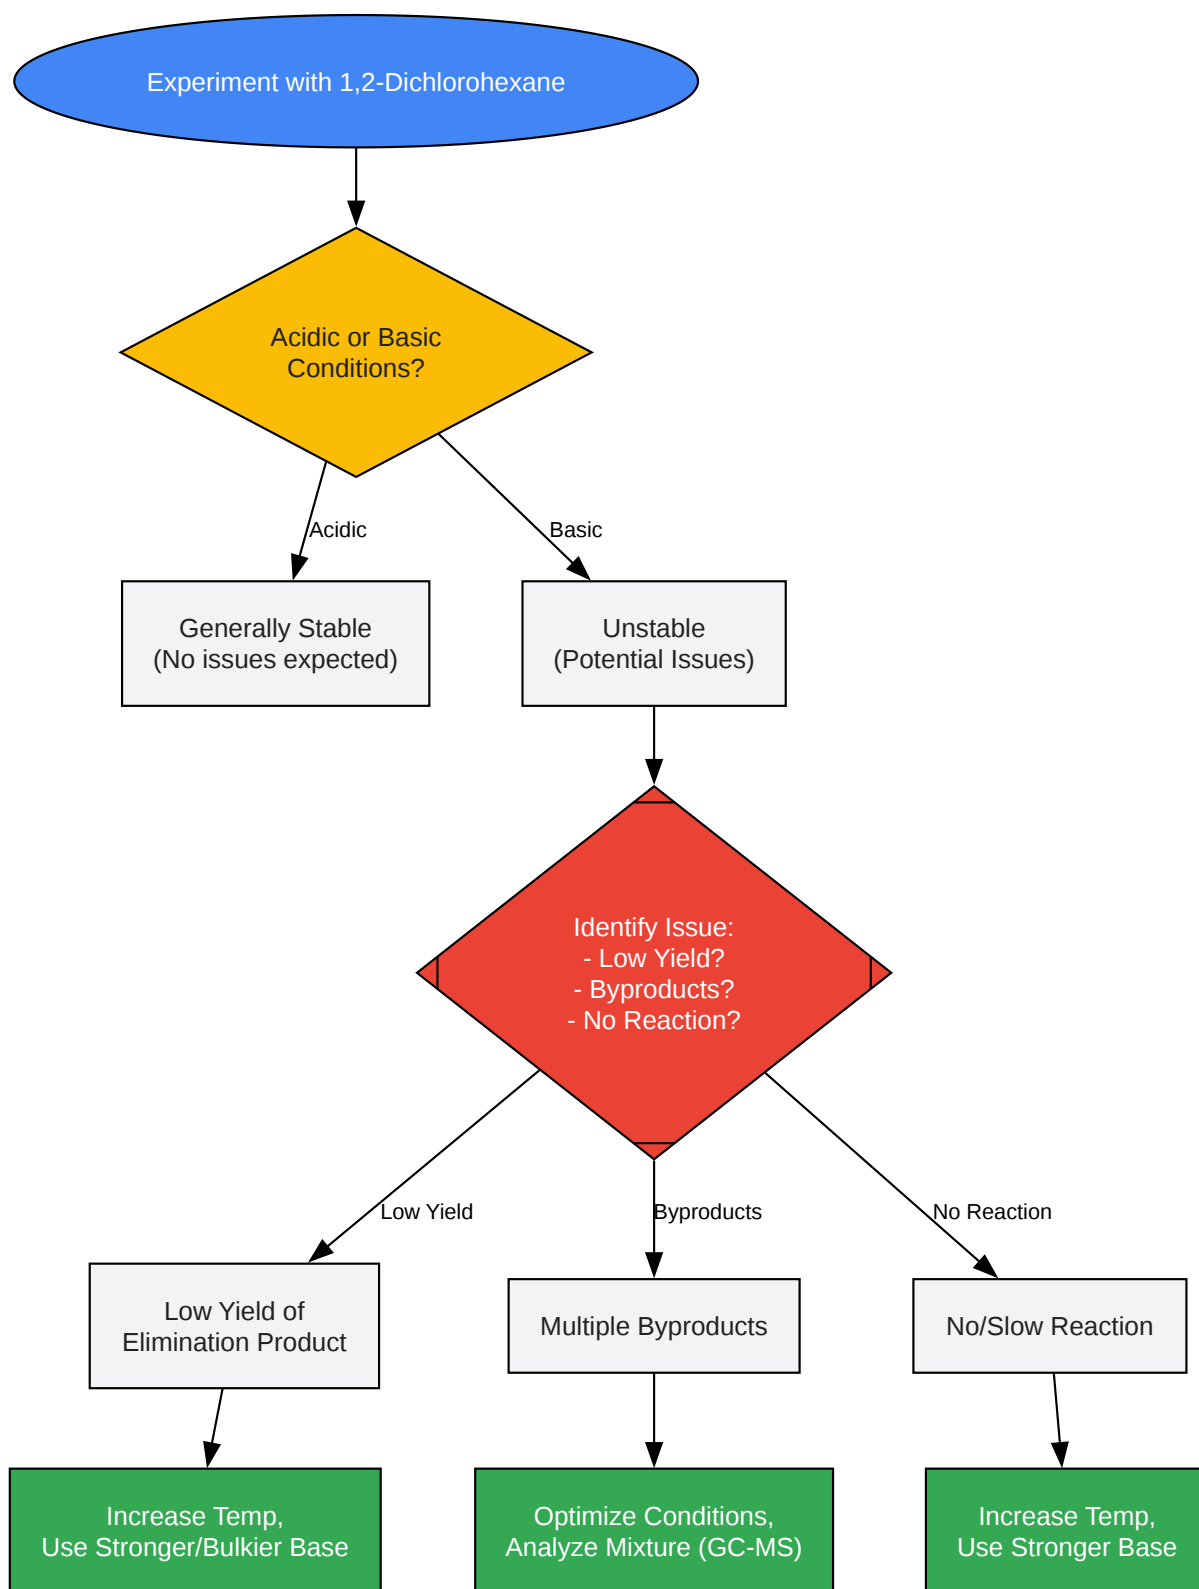 Experiment with 1,2-Dichlorohexane
Acidic or Basic
Conditions?
Acidic
Basic
Generally Stable
(No issues expected)
Unstable
(Potential Issues)
Identify Issue:
- Low Yield?
- Byproducts?
- No Reaction?
Low Yield
Byproducts
No Reaction
Low Yield of
Elimination Product
Multiple Byproducts
No/Slow Reaction
Increase Temp,
Use Stronger/Bulkier Base
Optimize Conditions,
Analyze Mixture (GC-MS)
Increase Temp,
Use Stronger Base